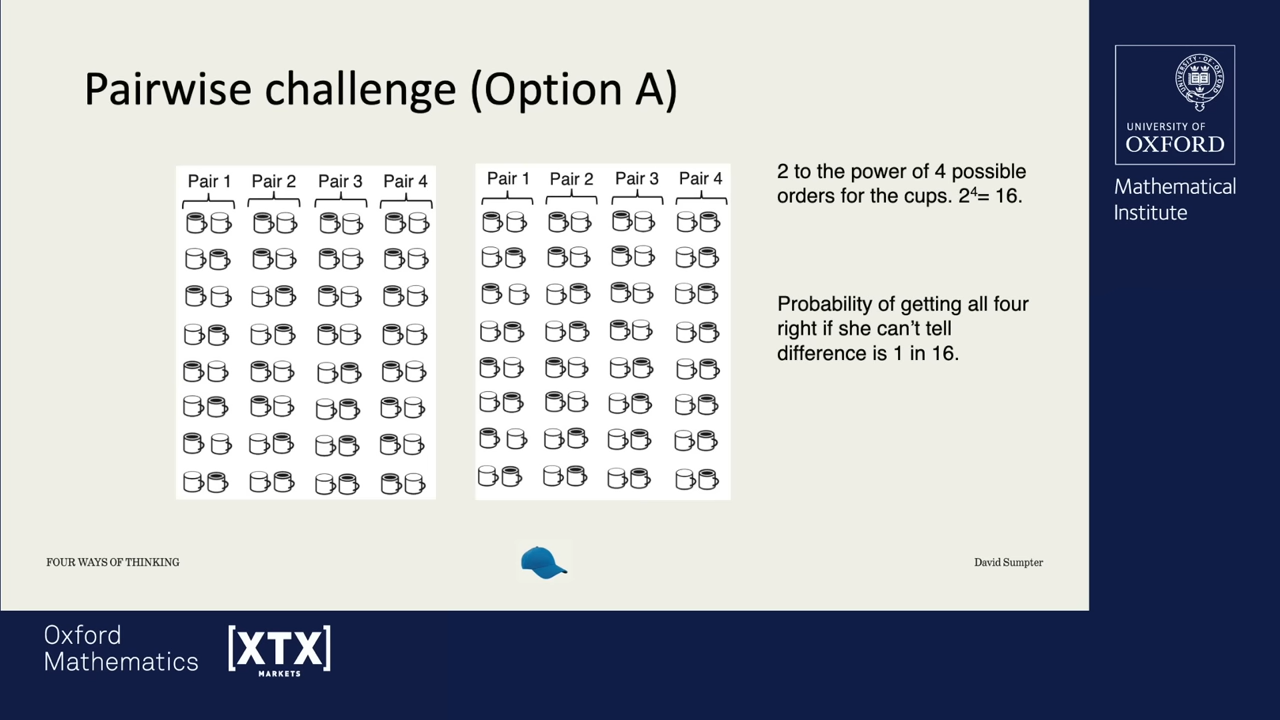 Pairwise challenge (Option A)
Pair 1 Pair 2 Pair 3 Pair 4
Pair 1 Pair 2 Pair 3 Pair 4
2 to the power of 4 possible
orders for the cups. 2⁴= 16.
Probability of getting all four
right if she can’t tell
difference is 1 in 16.
FOUR WAYS OF THINKING
David Sumpter
UNIVERSITY OF OXFORD
UNIVERSITY OF
OXFORD
Mathematical
Institute
Oxford
Mathematics
[XTX]
MARKETS